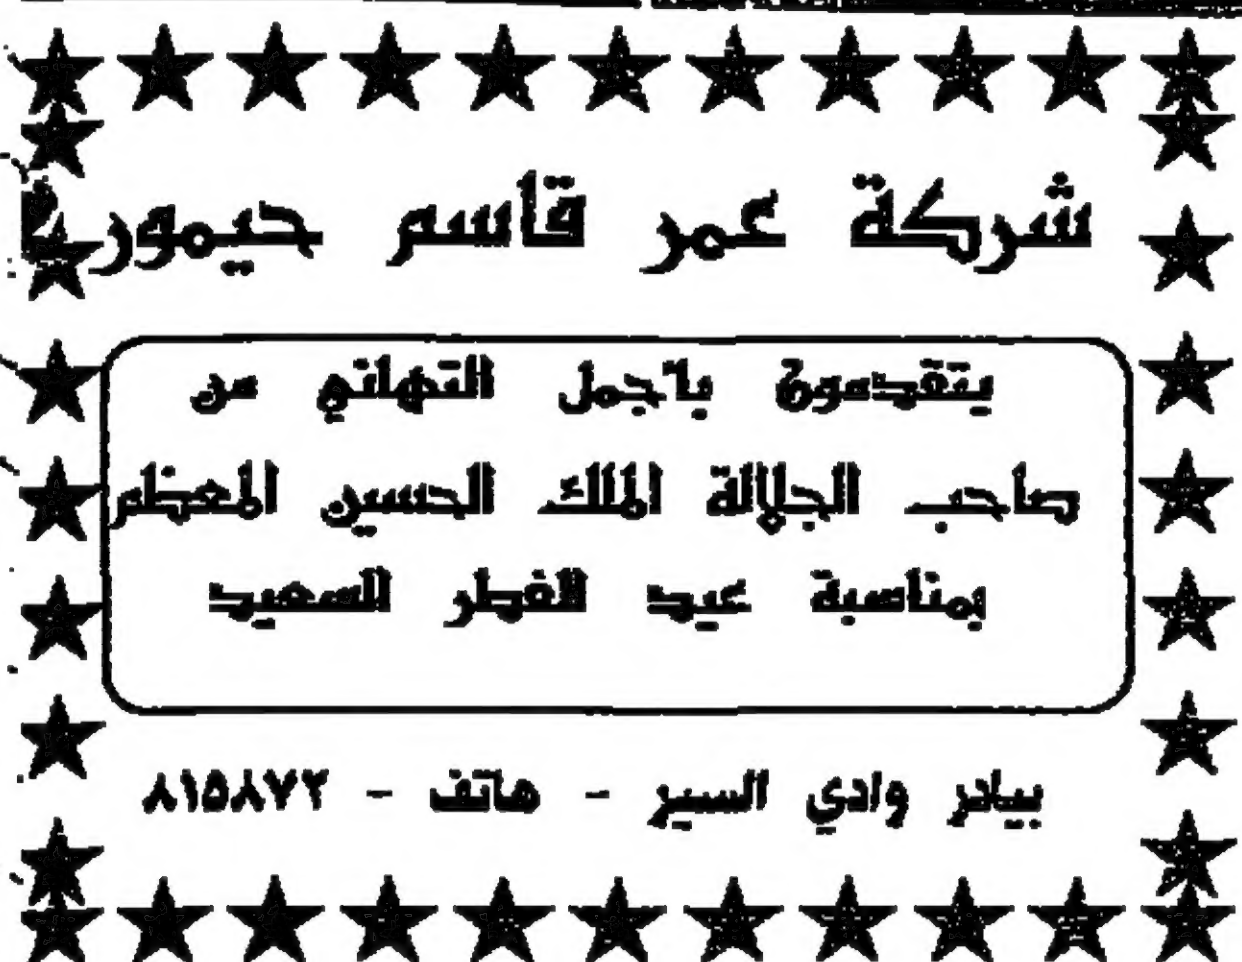 شركة عمر قاسم حيمور
يتقدمون باجمل التهاني من
صاحب الجلالة الملك الحسين المعظم
بمناسبة عيد الفطر السعيد
بيادر وادي السير - هاتف - ٨١٥٨٧٢